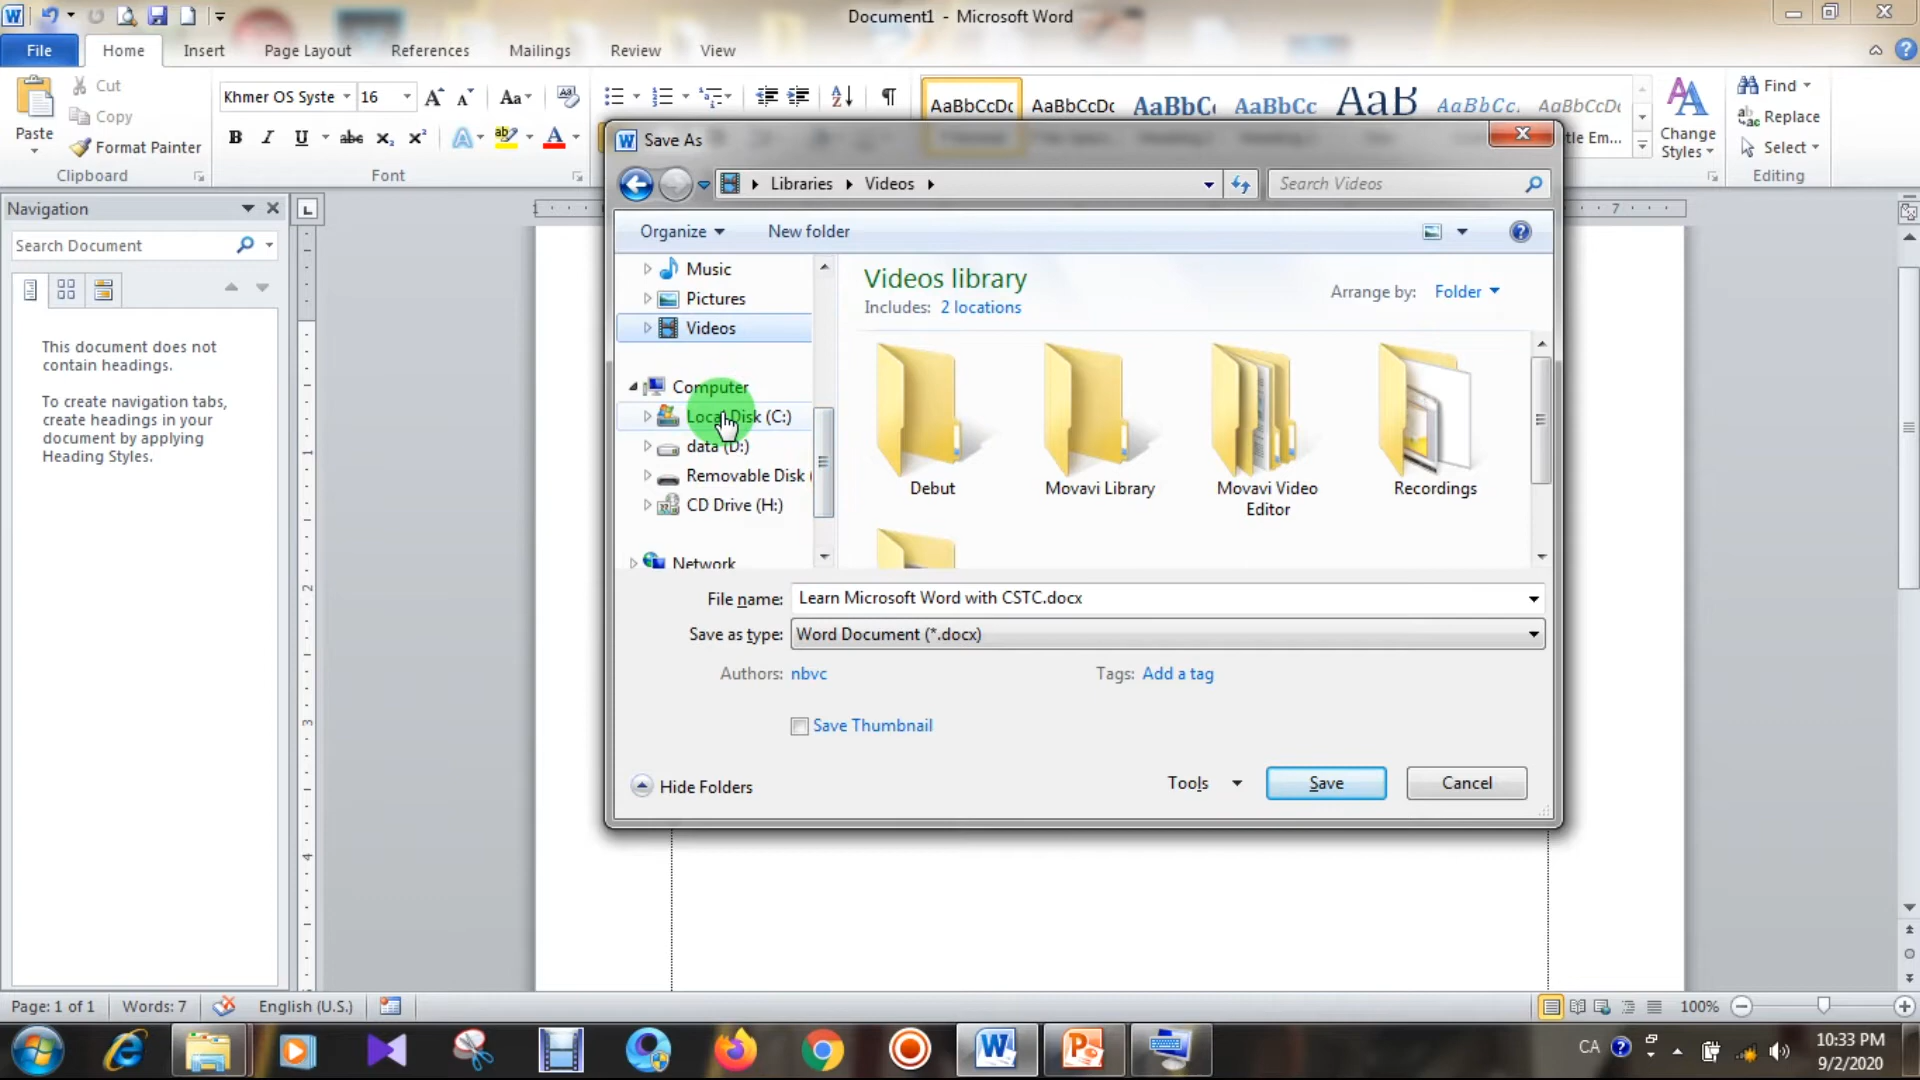 Document1 - Microsoft Word
File Home Insert Page Layout References Mailings Review View
Paste
Cut
Copy
Format Painter
Clipboard
Khmer OS Syste 16
Font
AaBbCcDc AaBbCcDc AaBbC AaBbCc AaB AaBbCc. AaBbCcDc
tle Em...
Change
Styles
Find
Replace
Select
Editing
Navigation
Search Document
This document does not
contain headings.
To create navigation tabs,
create headings in your
document by applying
Heading Styles.
Save As
Libraries Videos
Search Videos
Organize New folder
Music
Pictures
Videos
Computer
Local Disk (C:)
data (D:)
Removable Disk (
CD Drive (H:)
Network
Videos library
Includes: 2 locations
Arrange by: Folder
Debut
Movavi Library
Movavi Video
Editor
Recordings
File name: Learn Microsoft Word with CSTC.docx
Save as type: Word Document (*.docx)
Authors: nbvc
Tags: Add a tag
Save Thumbnail
Hide Folders
Tools Save Cancel
1 7
1
2
3
4
Page: 1 of 1 Words: 7 English (U.S.) 100%
CA
10:33 PM
9/2/2020